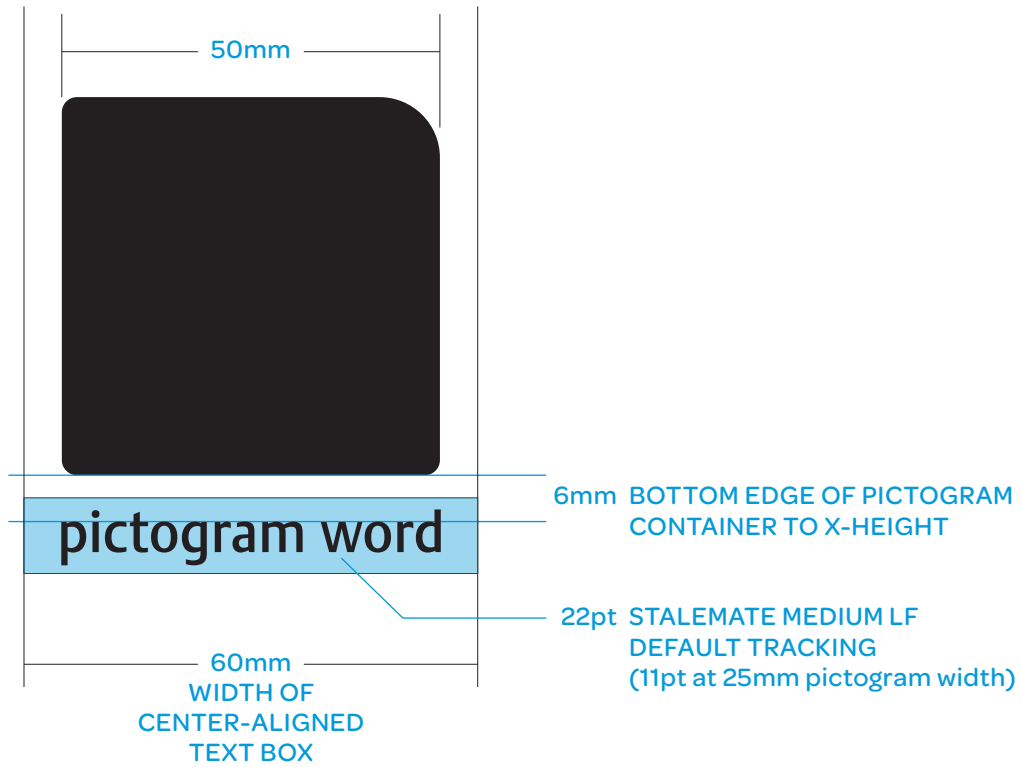 50mm
6mm BOTTOM EDGE OF PICTOGRAM
CONTAINER TO X-HEIGHT
pictogram word
22pt STALEMATE MEDIUM LF
DEFAULT TRACKING
(11pt at 25mm pictogram width)
60mm
WIDTH OF
CENTER-ALIGNED
TEXT BOX